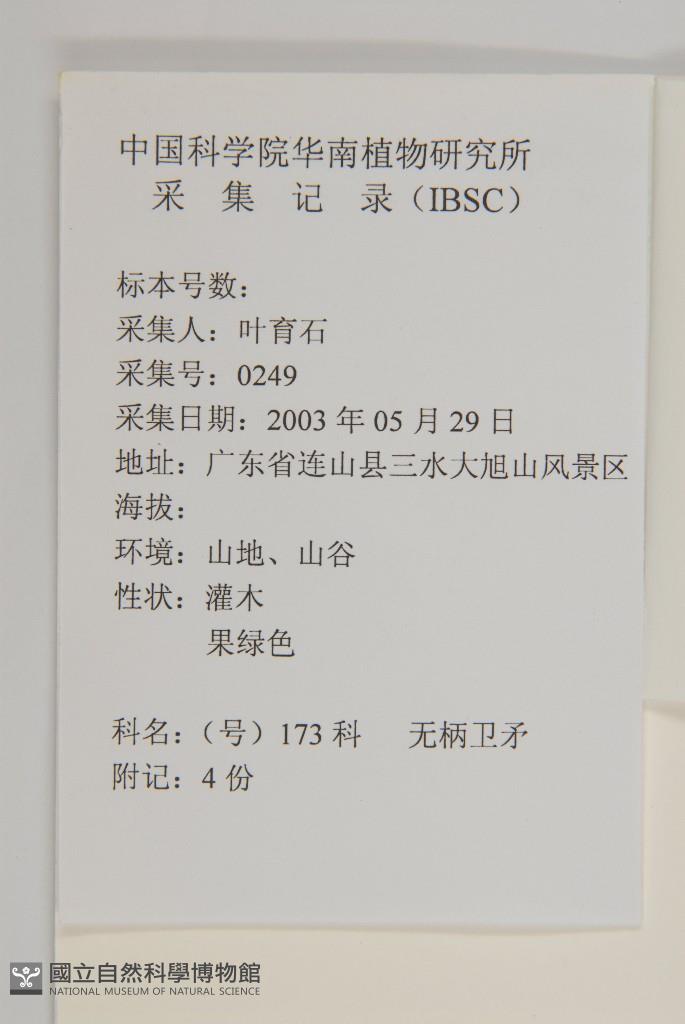 中国科学院华南植物研究所
采 集 记 录（IBSC）
标本号数：
采集人：叶育石
采集号：0249
采集日期：2003 年 05 月 29 日
地址：广东省连山县三水大旭山风景区
海拔：
环境：山地、山谷
性状：灌木
果绿色
科名：（号）173 科 无柄卫矛
附记：4 份
國立自然科學博物館
NATIONAL MUSEUM OF NATURAL SCIENCE